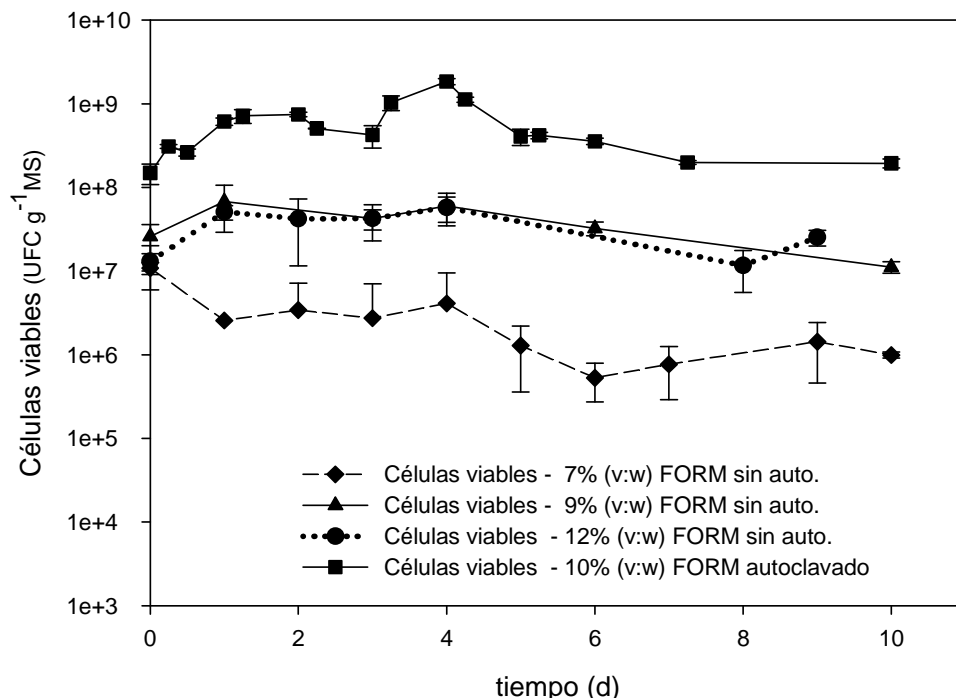 Células viables (UFC g-1MS)
1e+10
1e+9
1e+8
1e+7
1e+6
1e+5
1e+4
1e+3
Células viables - 7% (v:w) FORM sin auto.
Células viables - 9% (v:w) FORM sin auto.
Células viables - 12% (v:w) FORM sin auto.
Células viables - 10% (v:w) FORM autoclavado
0 2 4 6 8 10
tiempo (d)